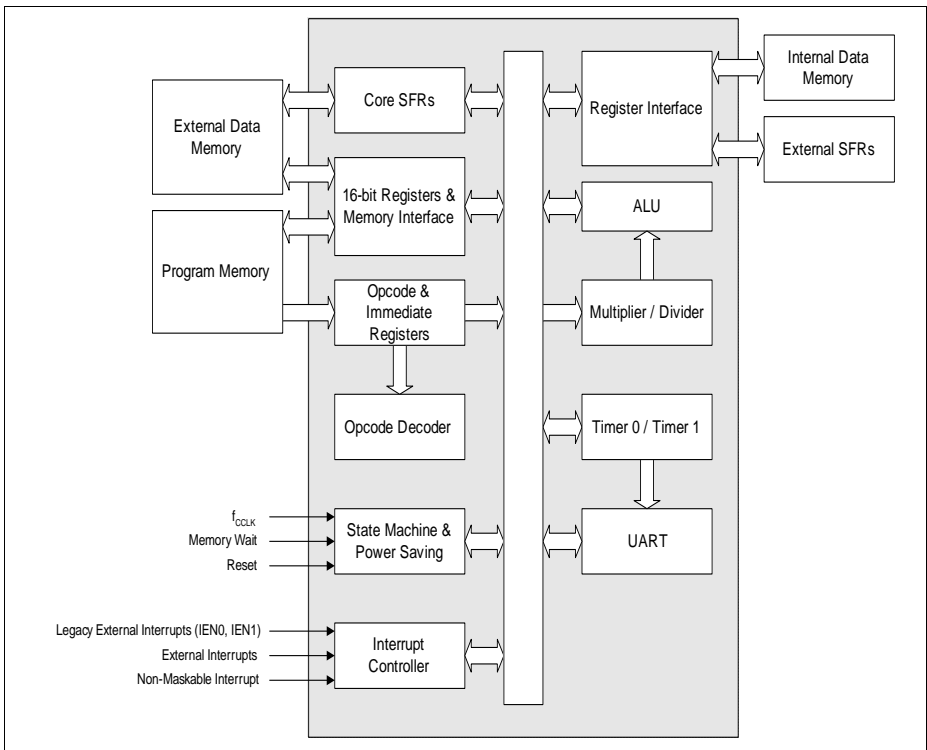 Core SFRs
Register Interface
Internal Data
Memory
External Data
Memory
External SFRs
16-bit Registers &
Memory Interface
ALU
Program Memory
Opcode &
Immediate
Registers
Multiplier / Divider
Opcode Decoder
Timer 0 / Timer 1
fCCLK
Memory Wait
Reset
State Machine &
Power Saving
UART
Legacy External Interrupts (IEN0, IEN1)
External Interrupts
Non-Maskable Interrupt
Interrupt
Controller